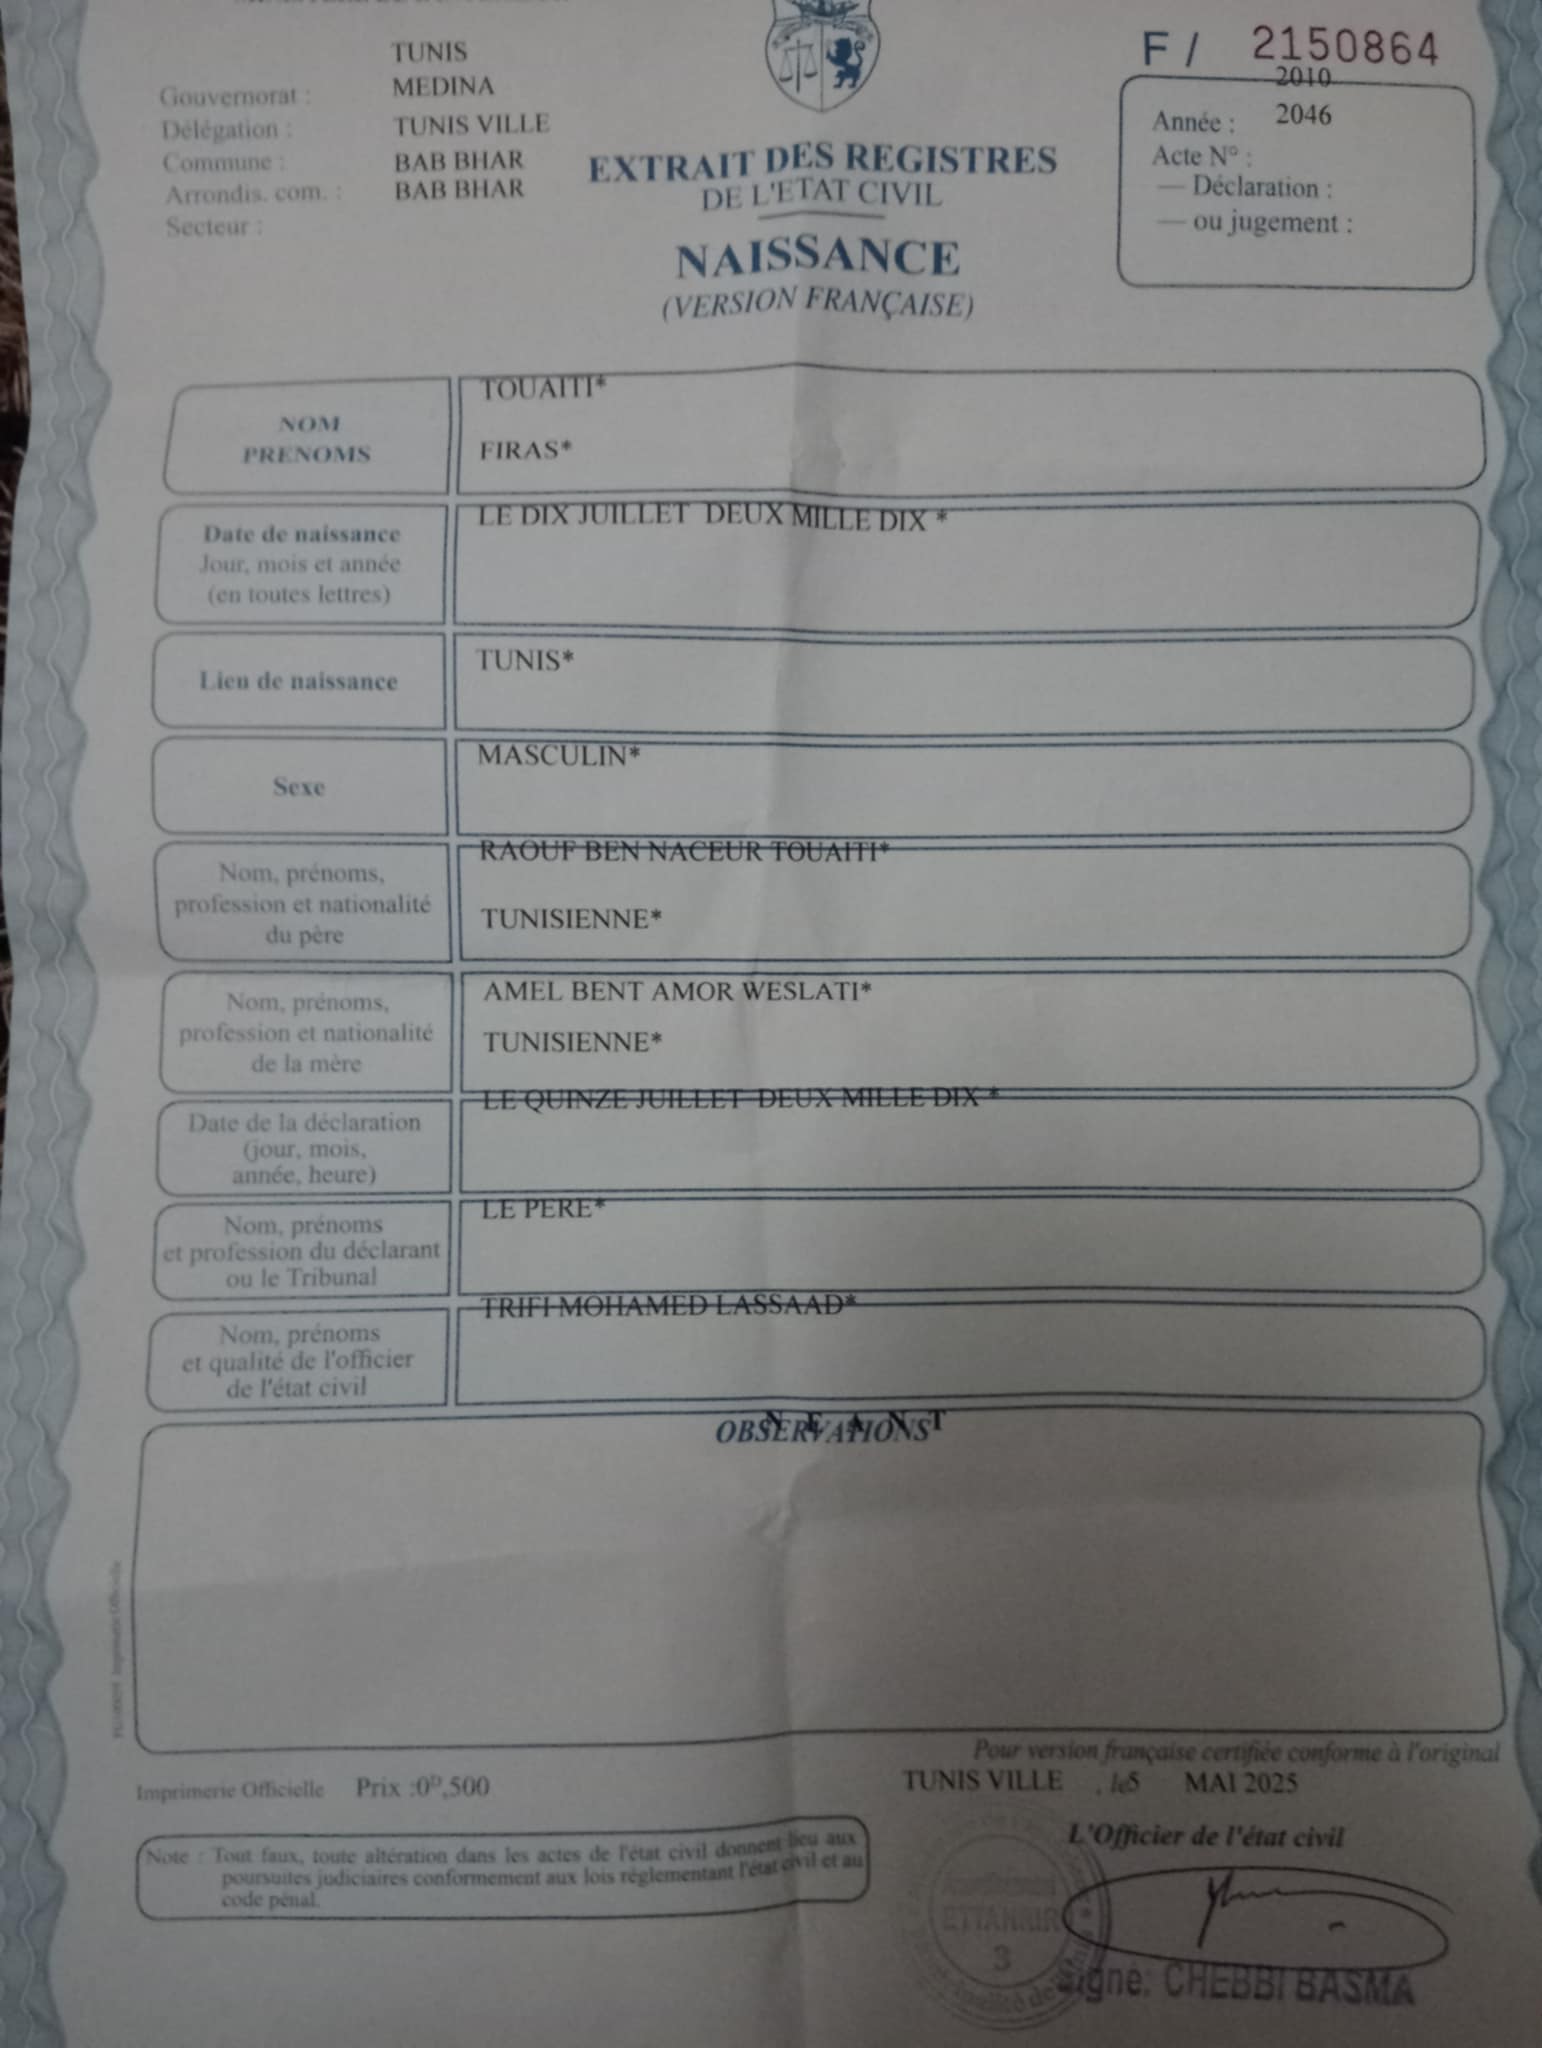 TUNIS
Gouvernorat : MEDINA
Délégation : TUNIS VILLE
Commune : BAB BHAR
Arrondis. com. : BAB BHAR
Secteur :
F / 2150864
2010
Année : 2046
Acte N° :
— Déclaration :
— ou jugement :
EXTRAIT DES REGISTRES
DE L'ETAT CIVIL
NAISSANCE
(VERSION FRANÇAISE)
NOM
PRENOMS
TOUAITI*
FIRAS*
Date de naissance
Jour, mois et année
(en toutes lettres)
LE DIX JUILLET DEUX MILLE DIX *
Lieu de naissance
TUNIS*
Sexe
MASCULIN*
Nom, prénoms,
profession et nationalité
du père
RAOUF BEN NACEUR TOUAITI*
TUNISIENNE*
Nom, prénoms,
profession et nationalité
de la mère
AMEL BENT AMOR WESLATI*
TUNISIENNE*
Date de la déclaration
(jour, mois,
année, heure)
LE QUINZE JUILLET DEUX MILLE DIX *
Nom, prénoms
et profession du déclarant
ou le Tribunal
LE PERE*
Nom, prénoms
et qualité de l'officier
de l'état civil
TRIFI MOHAMED LASSAAD*
OBSERVATIONS
N E A N T
Pour version française certifiée conforme à l'original
Imprimerie Officielle Prix :0ᴰ,500
TUNIS VILLE , le 5 MAI 2025
L'Officier de l'état civil
Note : Tout faux, toute altération dans les actes de l'état civil donnent lieu aux
poursuites judiciaires conformement aux lois réglementant l'état civil et au
code pénal.
ETTAHRIR
3
Signé: CHEBBI BASMA